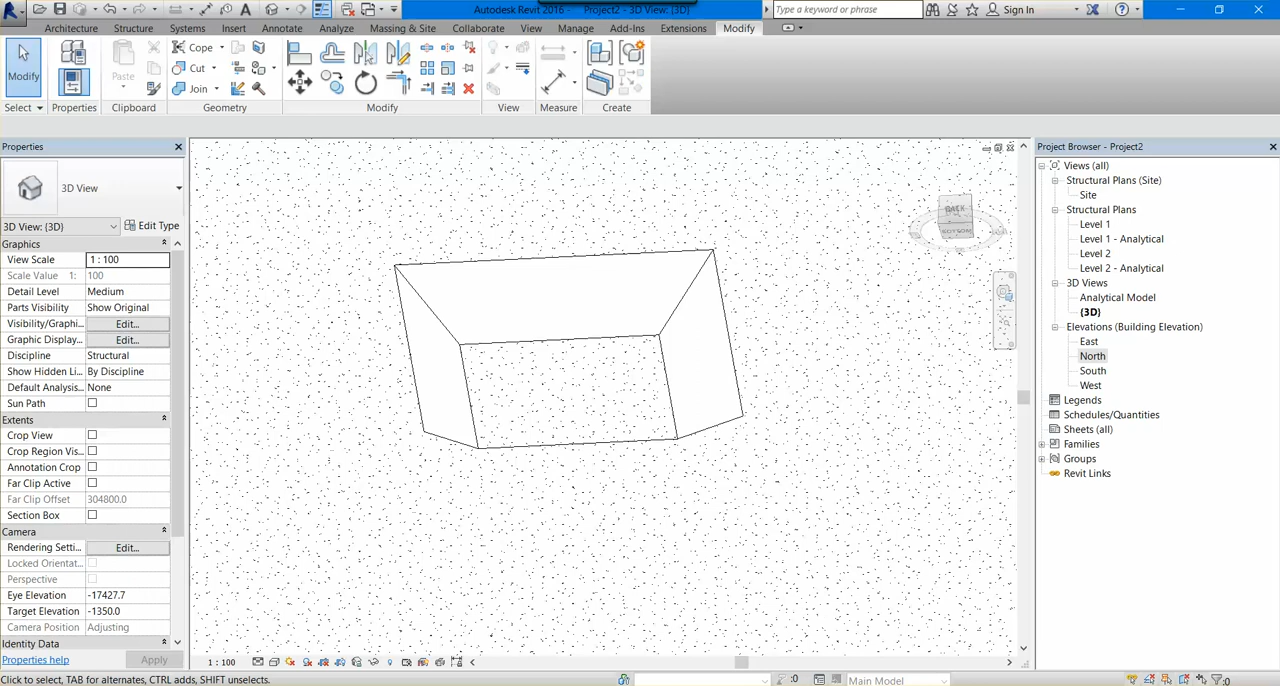 Autodesk Revit 2016 - Project2 - 3D View: {3D}
Type a keyword or phrase
Sign In
Architecture Structure Systems Insert Annotate Analyze Massing & Site Collaborate View Manage Add-Ins Extensions Modify
Modify
Paste
Cope
Cut
Join
Select Properties Clipboard Geometry Modify View Measure Create
Properties
3D View
3D View: {3D} Edit Type
Graphics
View Scale 1 : 100
Scale Value 1: 100
Detail Level Medium
Parts Visibility Show Original
Visibility/Graphi... Edit...
Graphic Display... Edit...
Discipline Structural
Show Hidden Li... By Discipline
Default Analysis... None
Sun Path
Extents
Crop View
Crop Region Vis...
Annotation Crop
Far Clip Active
Far Clip Offset 304800.0
Section Box
Camera
Rendering Setti... Edit...
Locked Orientat...
Perspective
Eye Elevation -17427.7
Target Elevation -1350.0
Camera Position Adjusting
Identity Data
Properties help Apply
BACK
BOTTOM
1 : 100
Project Browser - Project2
Views (all)
Structural Plans (Site)
Site
Structural Plans
Level 1
Level 1 - Analytical
Level 2
Level 2 - Analytical
3D Views
Analytical Model
{3D}
Elevations (Building Elevation)
East
North
South
West
Legends
Schedules/Quantities
Sheets (all)
Families
Groups
Revit Links
Click to select, TAB for alternates, CTRL adds, SHIFT unselects.
:0
Main Model
:0